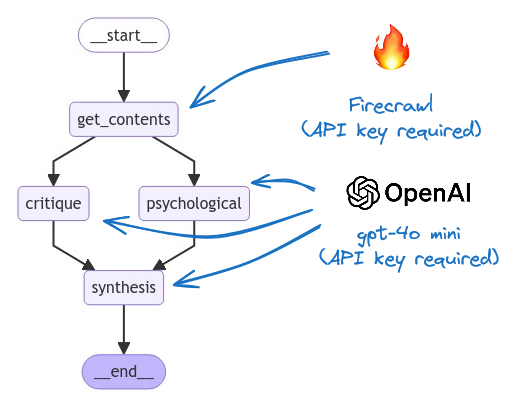 __start__
get_contents
Firecrawl
(API key required)
critique
psychological
OpenAI
gpt-4o mini
(API key required)
synthesis
__end__